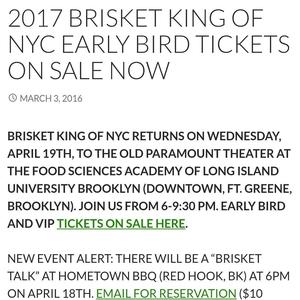 2017 BRISKET KING OF
NYC EARLY BIRD TICKETS
ON SALE NOW
MARCH 3, 2016
BRISKET KING OF NYC RETURNS ON WEDNESDAY,
APRIL 19TH, TO THE OLD PARAMOUNT THEATER AT
THE FOOD SCIENCES ACADEMY OF LONG ISLAND
UNIVERSITY BROOKLYN (DOWNTOWN, FT. GREENE,
BROOKLYN). JOIN US FROM 6-9:30 PM. EARLY BIRD
AND VIP TICKETS ON SALE HERE.
NEW EVENT ALERT: THERE WILL BE A “BRISKET
TALK” AT HOMETOWN BBQ (RED HOOK, BK) AT 6PM
ON APRIL 18TH. EMAIL FOR RESERVATION ($10